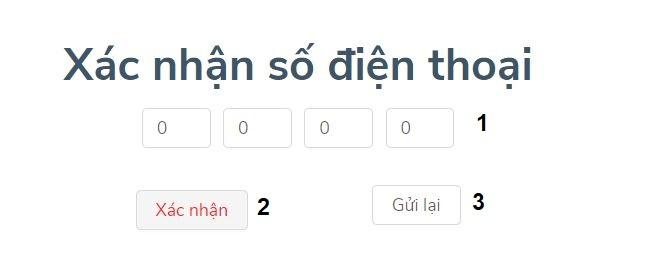 Xác nhận số điện thoại
0 0 0 0 1
Xác nhận 2 Gửi lại 3